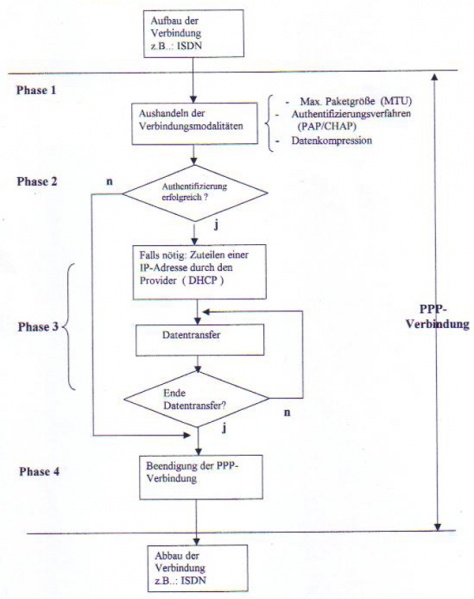 Aufbau der
Verbindung
z.B..: ISDN
Phase 1
Aushandeln der
Verbindungsmodalitäten
- Max. Paketgröße (MTU)
- Authentifizierungsverfahren
(PAP/CHAP)
- Datenkompression
Phase 2
n
Authentifizierung
erfolgreich ?
j
Falls nötig: Zuteilen einer
IP-Adresse durch den
Provider ( DHCP )
Phase 3
PPP-
Verbindung
Datentransfer
Ende
Datentransfer?
n
j
Phase 4
Beendigung der PPP-
Verbindung
Abbau der
Verbindung
z.B..: ISDN